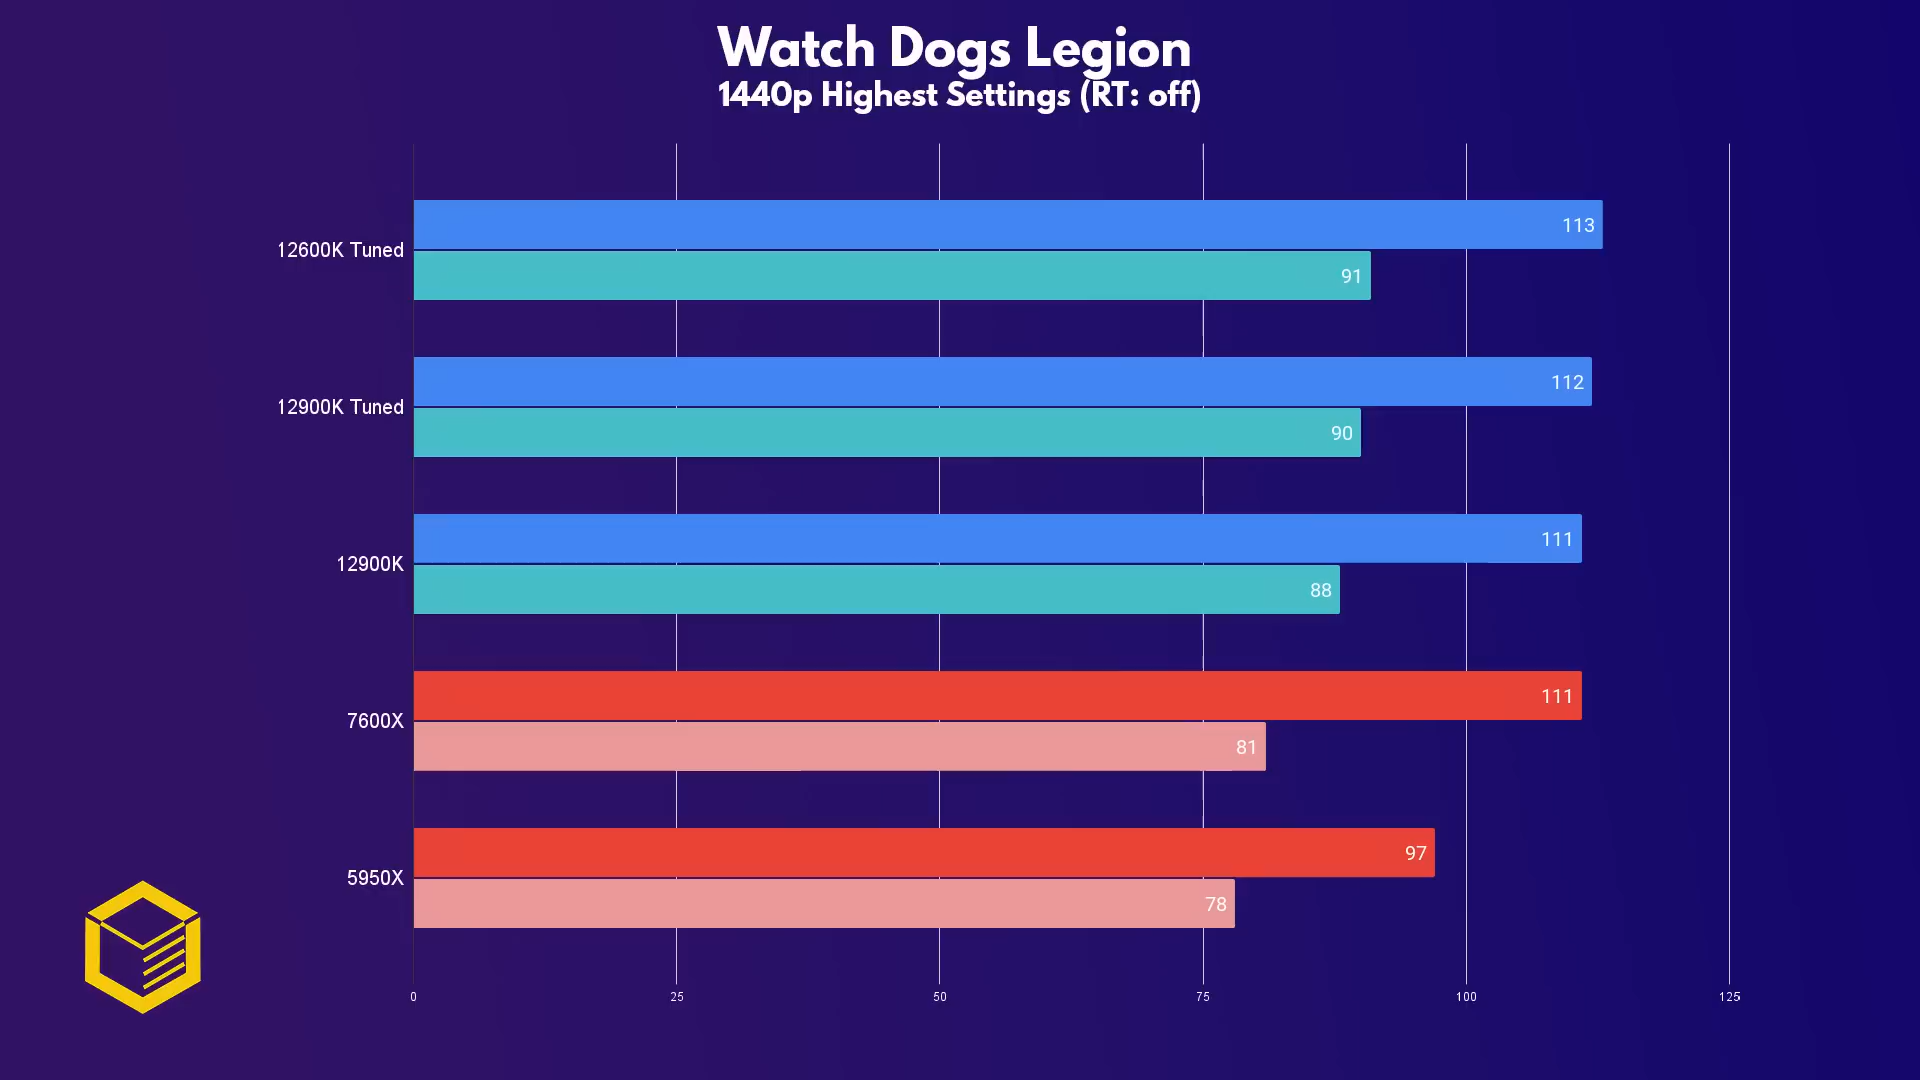 Watch Dogs Legion
1440p Highest Settings (RT: off)
12600K Tuned
113
91
12900K Tuned
112
90
12900K
111
88
7600X
111
81
5950X
97
78
0 25 50 75 100 125